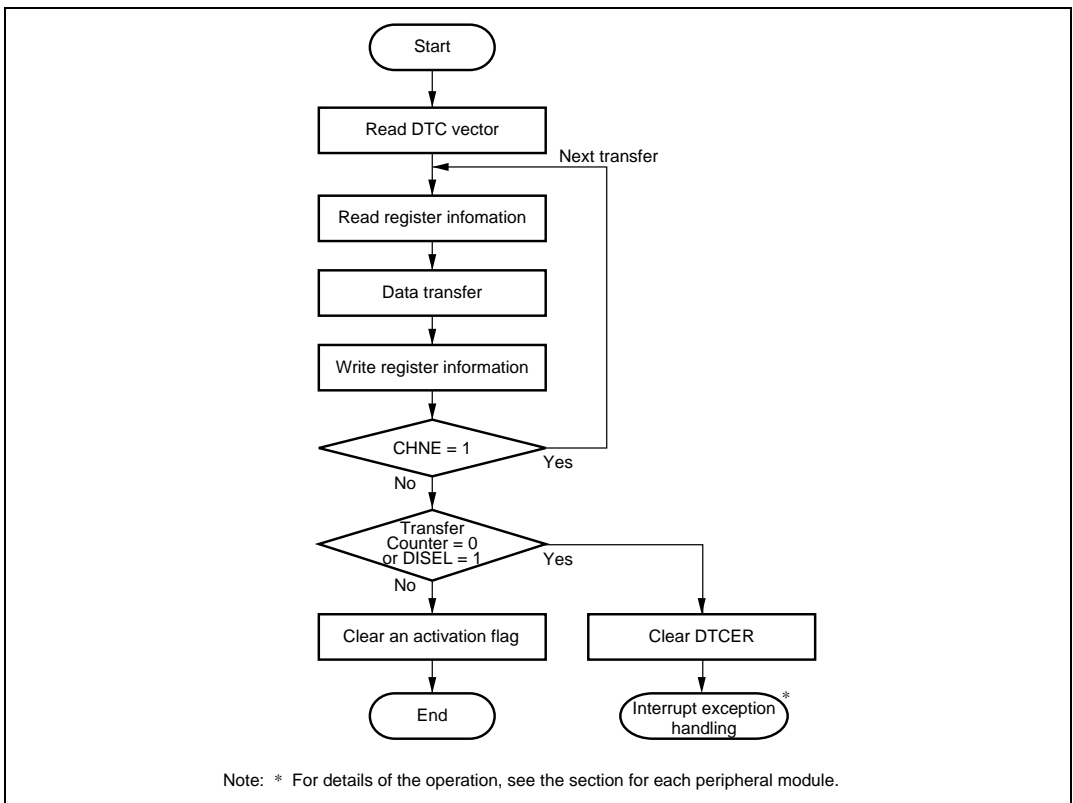 Start
Read DTC vector
Next transfer
Read register infomation
Data transfer
Write register information
CHNE = 1
Yes
No
Transfer
Counter = 0
or DISEL = 1
Yes
No
Clear an activation flag
Clear DTCER
End
Interrupt exception
handling
*
Note: * For details of the operation, see the section for each peripheral module.